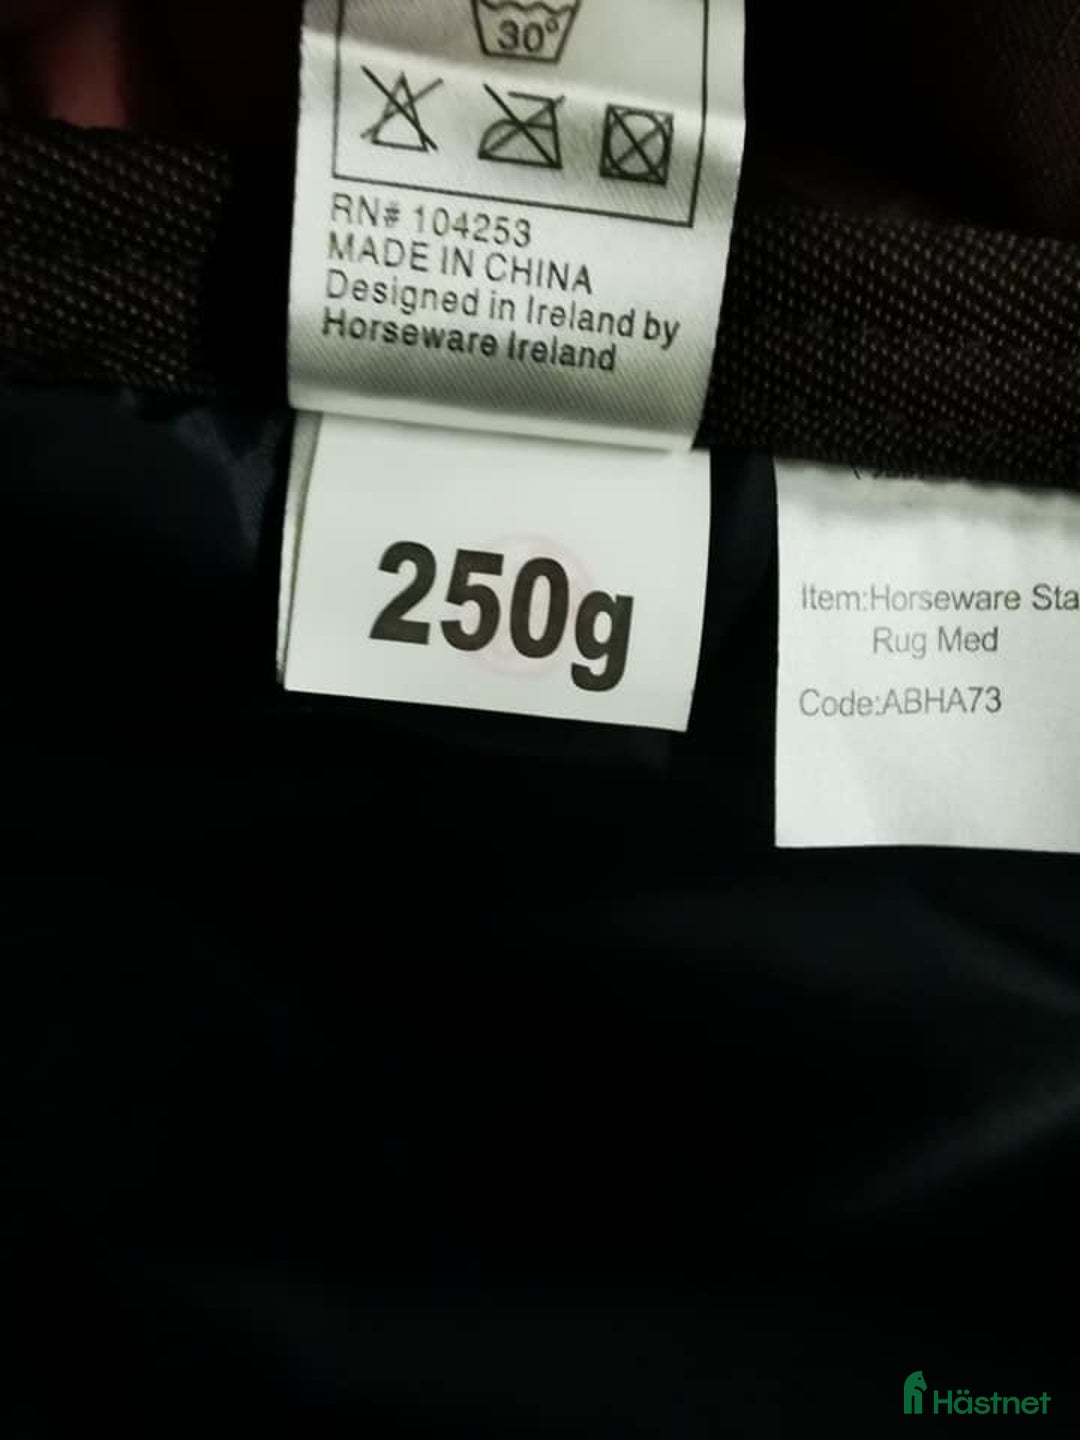 30°
RN# 104253
MADE IN CHINA
Designed in Ireland by
Horseware Ireland
250g
Item:Horseware Sta
Rug Med
Code:ABHA73
Hästnet